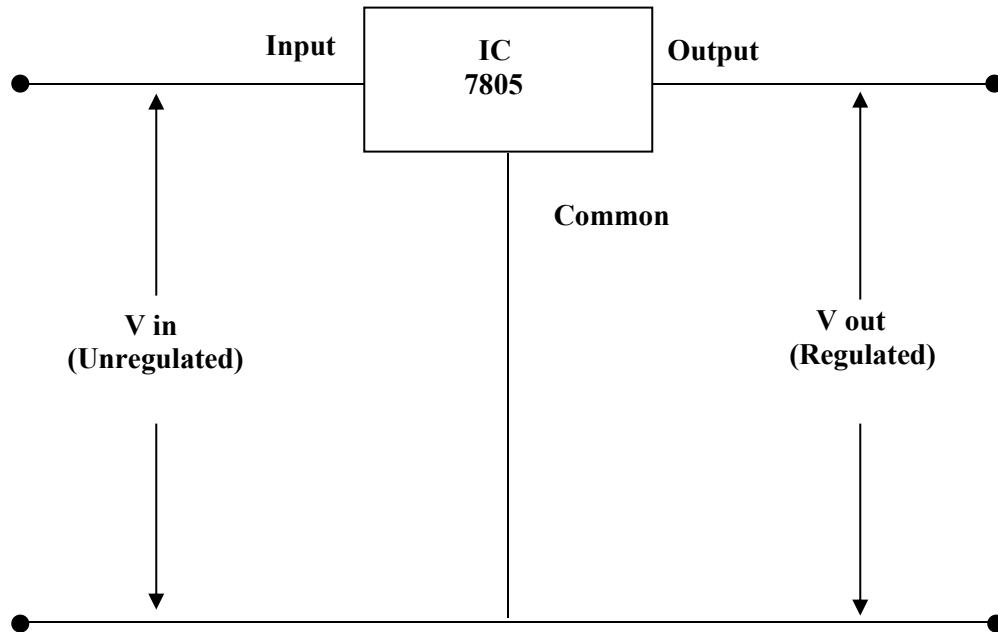 Input
IC
7805
Output
Common
V in
(Unregulated)
V out
(Regulated)